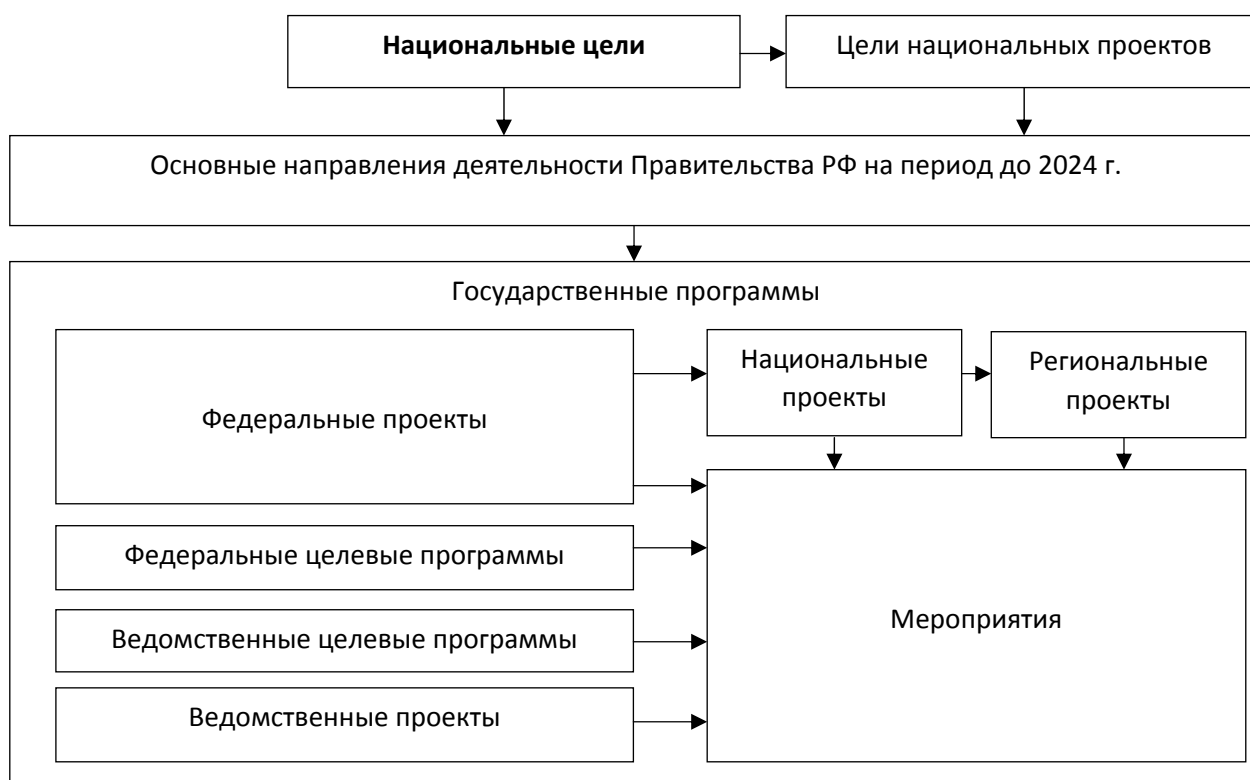 Национальные цели
Цели национальных проектов
Основные направления деятельности Правительства РФ на период до 2024 г.
Государственные программы
Федеральные проекты
Национальные
проекты
Региональные
проекты
Федеральные целевые программы
Ведомственные целевые программы
Ведомственные проекты
Мероприятия